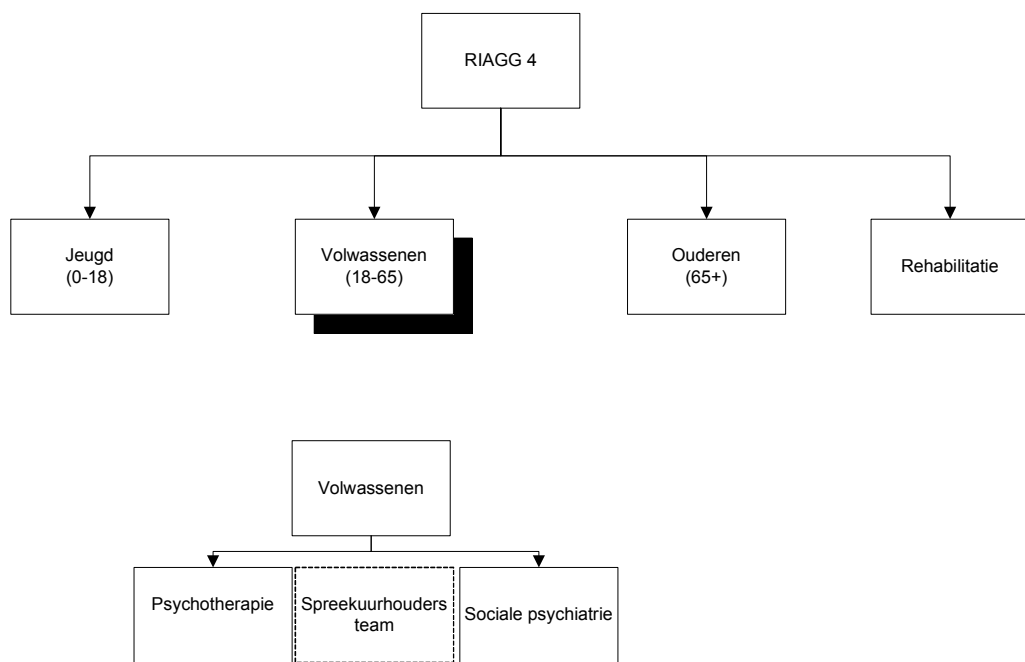 RIAGG 4
Jeugd
(0-18)
Volwassenen
(18-65)
Ouderen
(65+)
Rehabilitatie
Volwassenen
Psychotherapie
Spreekuurhouders
team
Sociale psychiatrie